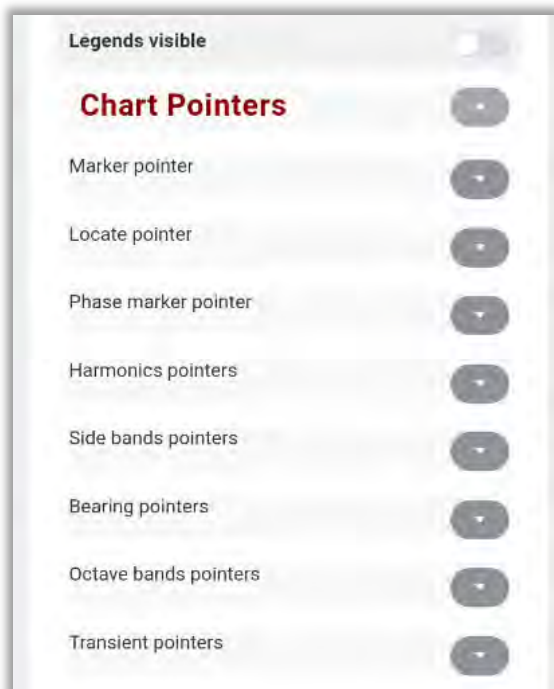 Legends visible
Chart Pointers
Marker pointer
Locate pointer
Phase marker pointer
Harmonics pointers
Side bands pointers
Bearing pointers
Octave bands pointers
Transient pointers